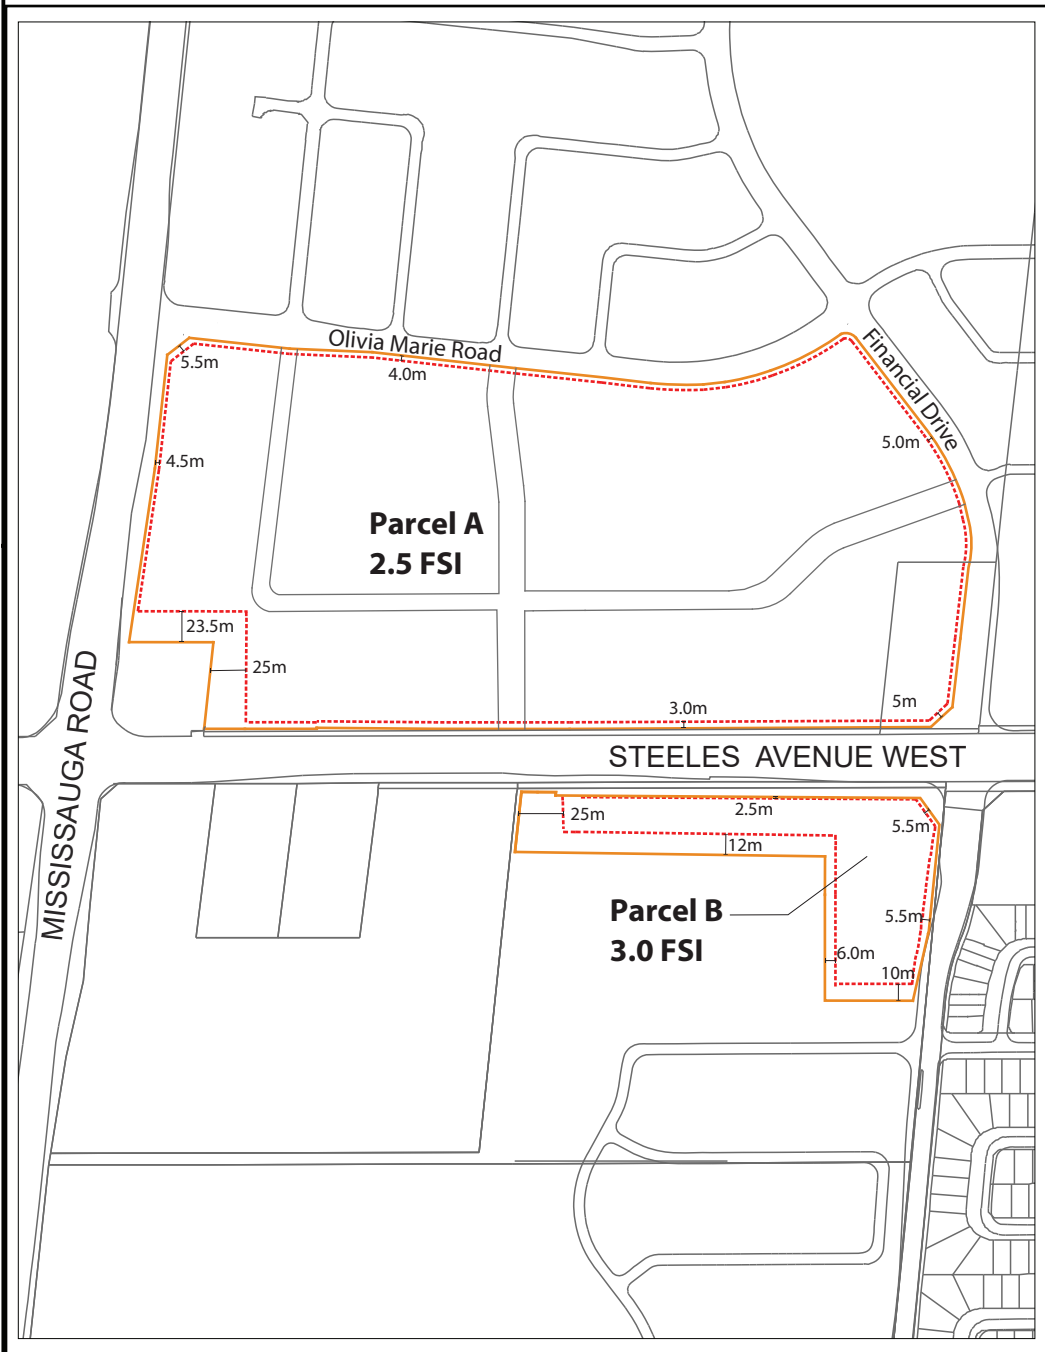 Olivia Marie Road
Financial Drive
5.5m
4.0m
5.0m
4.5m
Parcel A
2.5 FSI
23.5m
25m
3.0m
5m
MISSISSAUGA ROAD
STEELES AVENUE WEST
25m
2.5m
5.5m
12m
Parcel B
3.0 FSI
5.5m
6.0m
10m